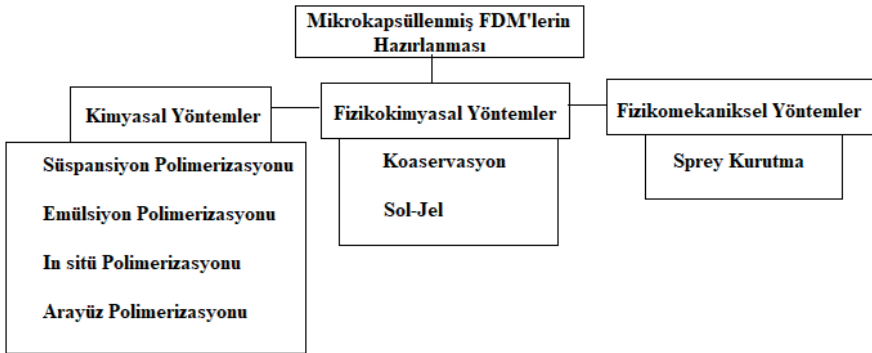 Mikrokapsüllenmiş FDM'lerin
Hazırlanması
Kimyasal Yöntemler
Süspansiyon Polimerizasyonu
Emülsiyon Polimerizasyonu
In sitü Polimerizasyonu
Arayüz Polimerizasyonu
Fizikokimyasal Yöntemler
Koaservasyon
Sol-Jel
Fizikomekaniksel Yöntemler
Sprey Kurutma